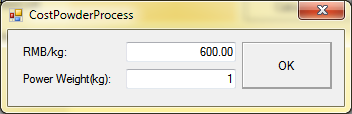 CostPowderProcess
RMB/kg: 600.00
Power Weight(kg): 1
OK